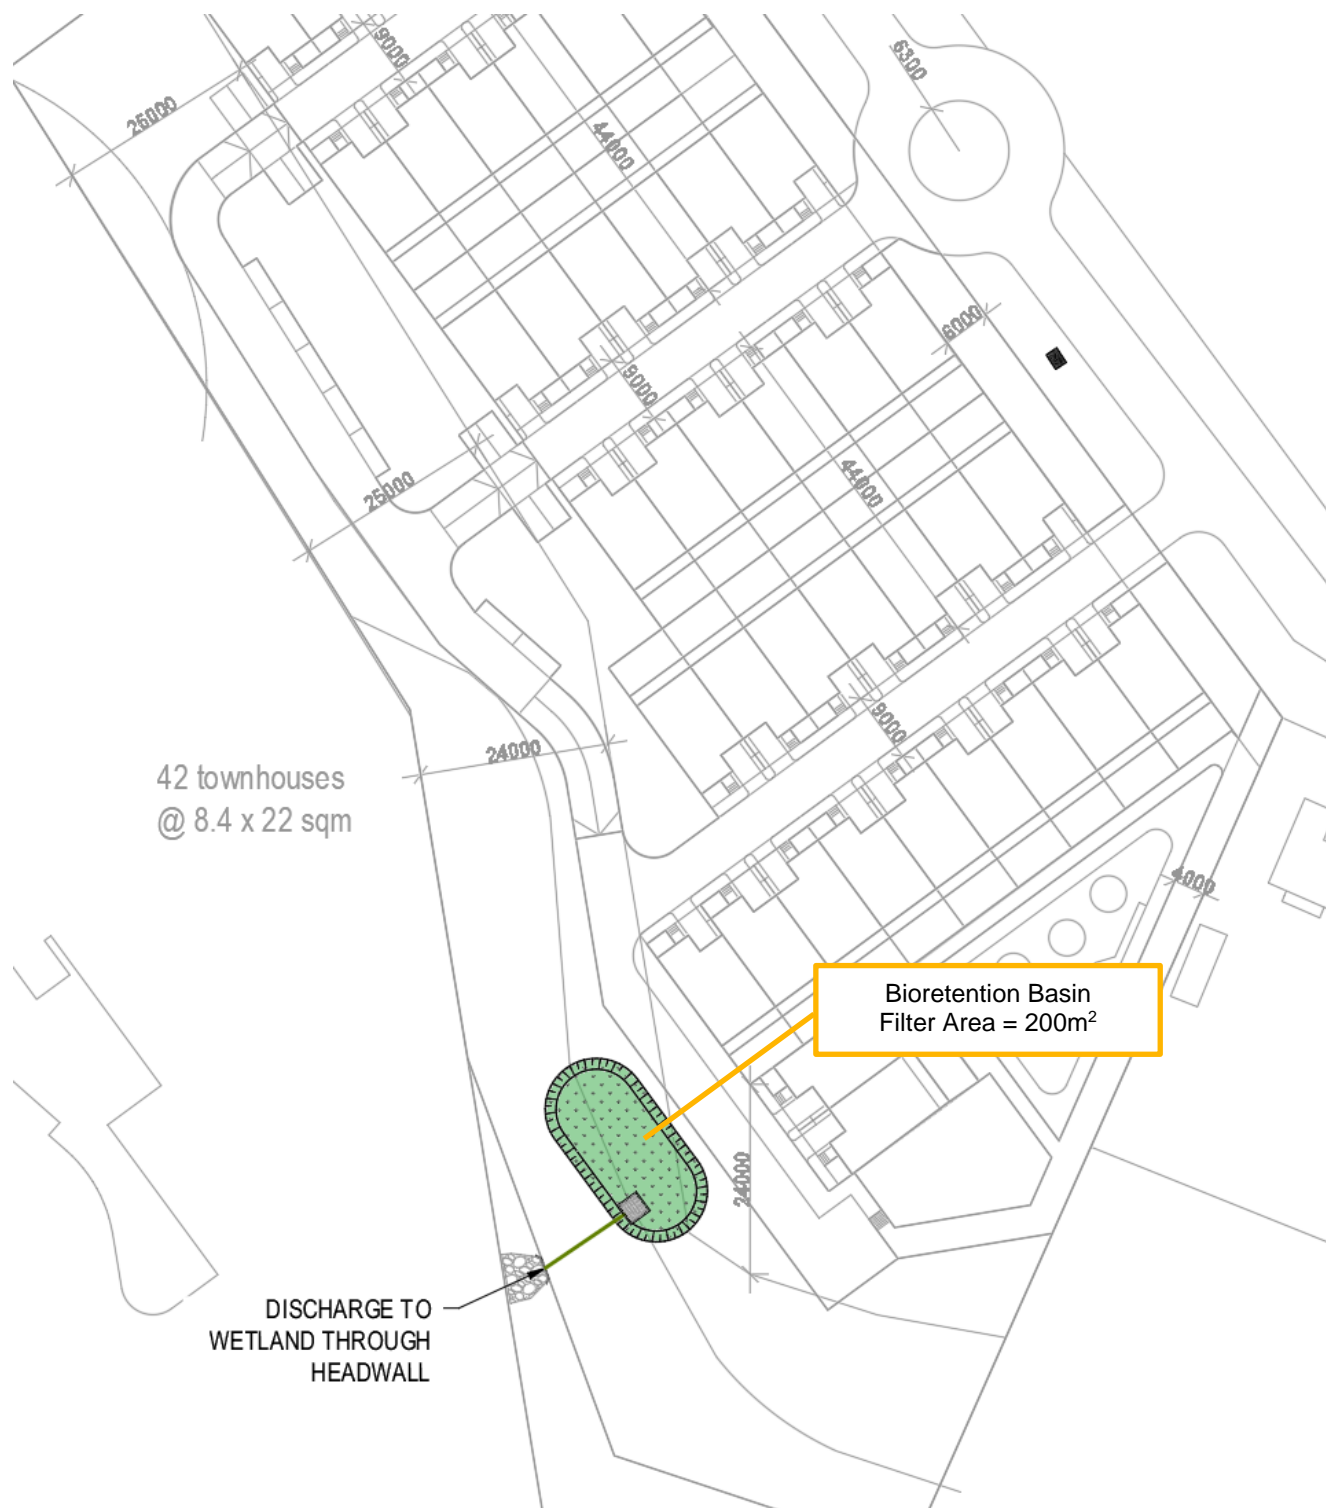 9000
6300
26000
44000
6000
9000
44000
25000
9000
24000
42 townhouses
@ 8.4 x 22 sqm
4000
Bioretention Basin
Filter Area = 200m²
24000
DISCHARGE TO
WETLAND THROUGH
HEADWALL